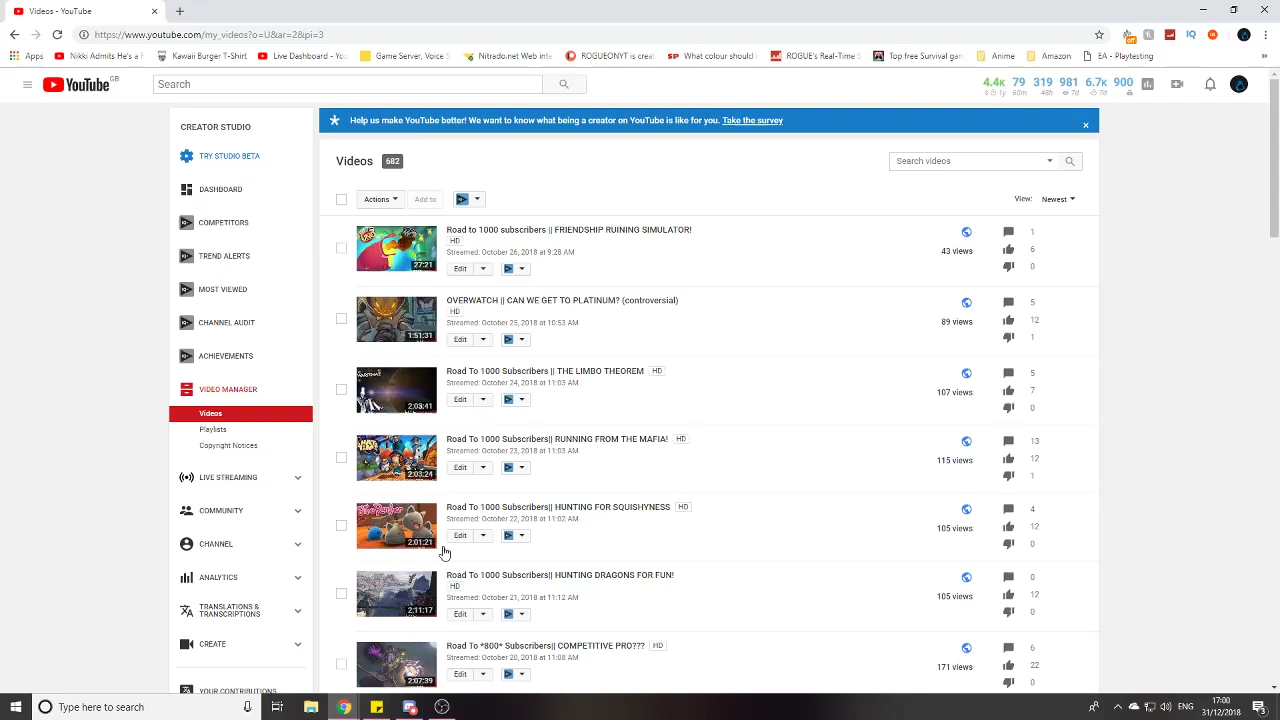 Videos - YouTube
https://www.youtube.com/my_videos?o=U&ar=2&pi=3
Apps
Nikki Admits He's a H
Kawaii Burger T-Shirt
Live Dashboard - You
Game Server, Voice S
Nitrado.net Web inte
ROGUEONYT is creat
What colour should i
ROGUE's Real-Time S
Top free Survival gam
Anime
Amazon
EA - Playtesting
YouTube GB
Search
4.4K 79 319 981 6.7K 900
60m 48h 7d 7d
CREATOR STUDIO
TRY STUDIO BETA
DASHBOARD
COMPETITORS
TREND ALERTS
MOST VIEWED
CHANNEL AUDIT
ACHIEVEMENTS
VIDEO MANAGER
Videos
Playlists
Copyright Notices
LIVE STREAMING
COMMUNITY
CHANNEL
ANALYTICS
TRANSLATIONS &
TRANSCRIPTIONS
CREATE
YOUR CONTRIBUTIONS
Help us make YouTube better! We want to know what being a creator on YouTube is like for you. Take the survey
Videos 682
Search videos
Actions
Add to
View: Newest
Road to 1000 subscribers || FRIENDSHIP RUINING SIMULATOR!
HD
Streamed: October 26, 2018 at 9:28 AM
Edit
27:21
43 views
1
6
0
OVERWATCH || CAN WE GET TO PLATINUM? (controversial)
HD
Streamed: October 25, 2018 at 10:53 AM
Edit
1:51:31
89 views
5
12
1
Road To 1000 Subscribers || THE LIMBO THEOREM HD
Streamed: October 24, 2018 at 11:03 AM
Edit
2:03:41
107 views
5
7
0
Road To 1000 Subscribers|| RUNNING FROM THE MAFIA! HD
Streamed: October 23, 2018 at 11:03 AM
Edit
2:03:24
115 views
13
12
1
Road To 1000 Subscribers|| HUNTING FOR SQUISHYNESS HD
Streamed: October 22, 2018 at 11:02 AM
Edit
2:01:21
105 views
4
12
0
Road To 1000 Subscribers|| HUNTING DRAGONS FOR FUN!
HD
Streamed: October 21, 2018 at 11:12 AM
Edit
2:11:17
105 views
0
12
0
Road To *800* Subscribers|| COMPETITIVE PRO??? HD
Streamed: October 20, 2018 at 11:08 AM
Edit
2:07:39
171 views
6
22
0
Type here to search
ENG
17:00
31/12/2018